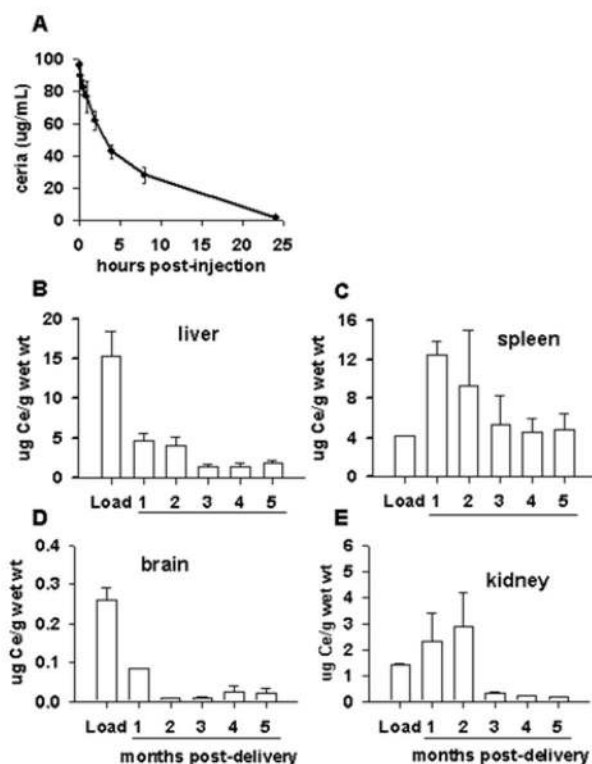 A
ceria (ug/mL)
100
80
60
40
20
0
0 5 10 15 20 25
hours post-injection
B
ug Ce/g wet wt
20
15
10
5
0
liver
Load 1 2 3 4 5
C
ug Ce/g wet wt
16
12
8
4
0
spleen
Load 1 2 3 4 5
D
ug Ce/g wet wt
0.4
0.3
0.2
0.1
0.0
brain
Load 1 2 3 4 5
months post-delivery
E
ug Ce/g wet wt
6
5
4
3
2
1
0
kidney
Load 1 2 3 4 5
months post-delivery